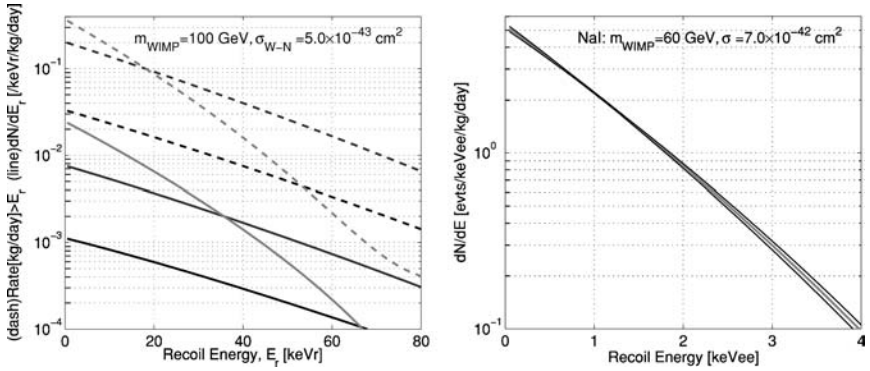 (dash)Rate[kg/day]>E_r (line)dN/dE_r [/keVr/kg/day]
m_WIMP=100 GeV, σ_W−N=5.0×10^−43 cm^2
10^−1
10^−2
10^−3
10^−4
0 20 40 60 80
Recoil Energy, E_r [keVr]
dN/dE [evts/keVee/kg/day]
NaI: m_WIMP=60 GeV, σ =7.0×10^−42 cm^2
10^0
10^−1
0 1 2 3 4
Recoil Energy [keVee]